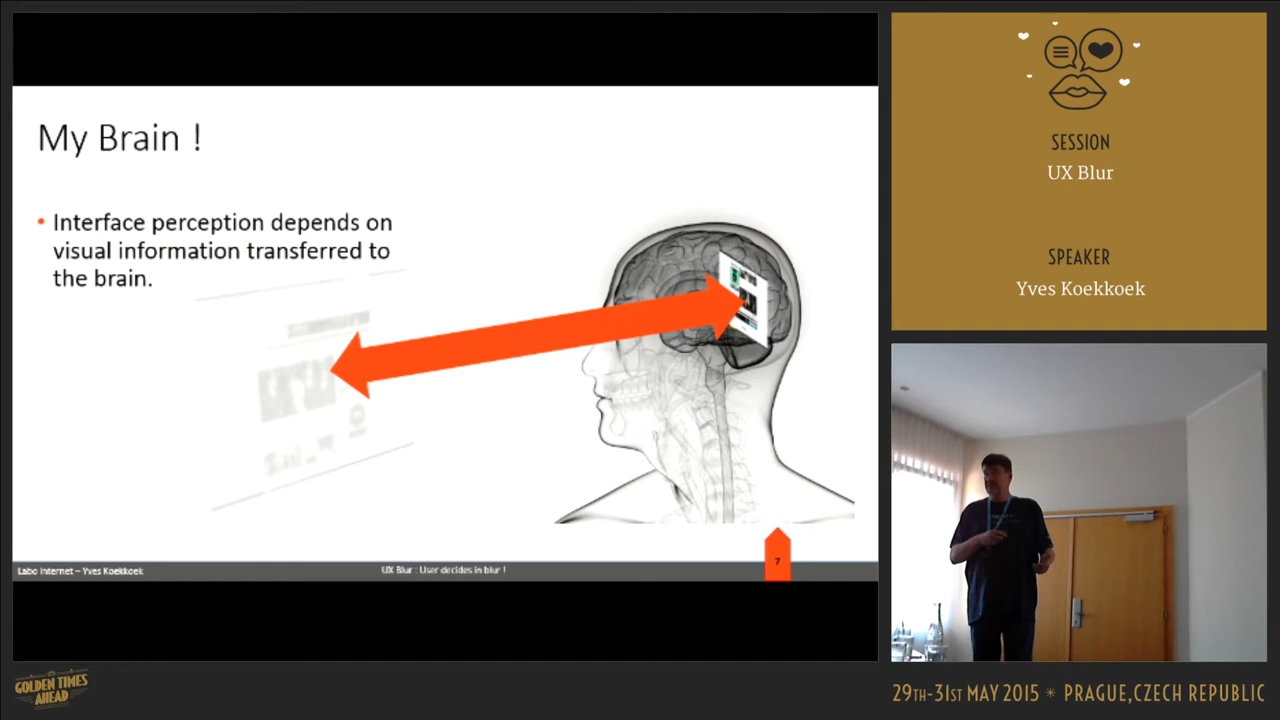 My Brain !
• Interface perception depends on
visual information transferred to
the brain.
Labo Internet – Yves Koekkoek
UX Blur : User decides in blur !
7
SESSION
UX Blur
SPEAKER
Yves Koekkoek
GOLDEN TIMES
AHEAD
29TH-31ST MAY 2015 * PRAGUE,CZECH REPUBLIC